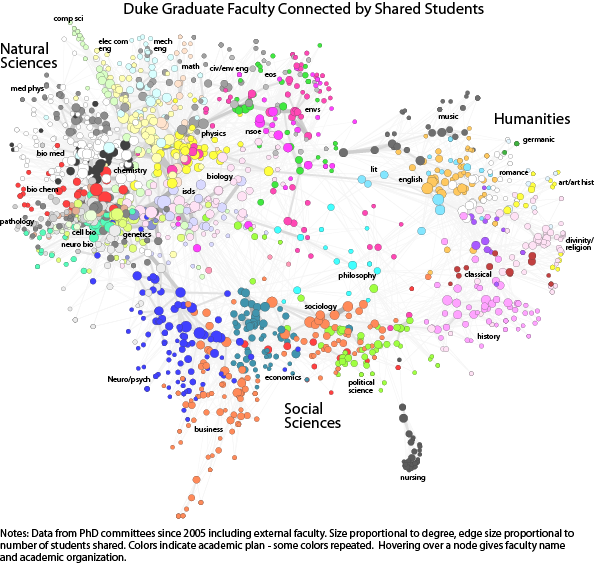 Duke Graduate Faculty Connected by Shared Students
comp sci
Natural
Sciences
elec com
eng
mech
eng
math
civ/env eng
eos
med phys
envs
music
Humanities
physics
nsoe
germanic
bio med
chemistry
biology
lit
english
romance
art/art hist
bio chem
isds
pathology
cell bio
genetics
neuro bio
divinity/
religion
philosophy
classical
sociology
history
Neuro/psych
economics
political
science
Social
Sciences
business
nursing
Notes: Data from PhD committees since 2005 including external faculty. Size proportional to degree, edge size proportional to
number of students shared. Colors indicate academic plan - some colors repeated.  Hovering over a node gives faculty name
and academic organization.